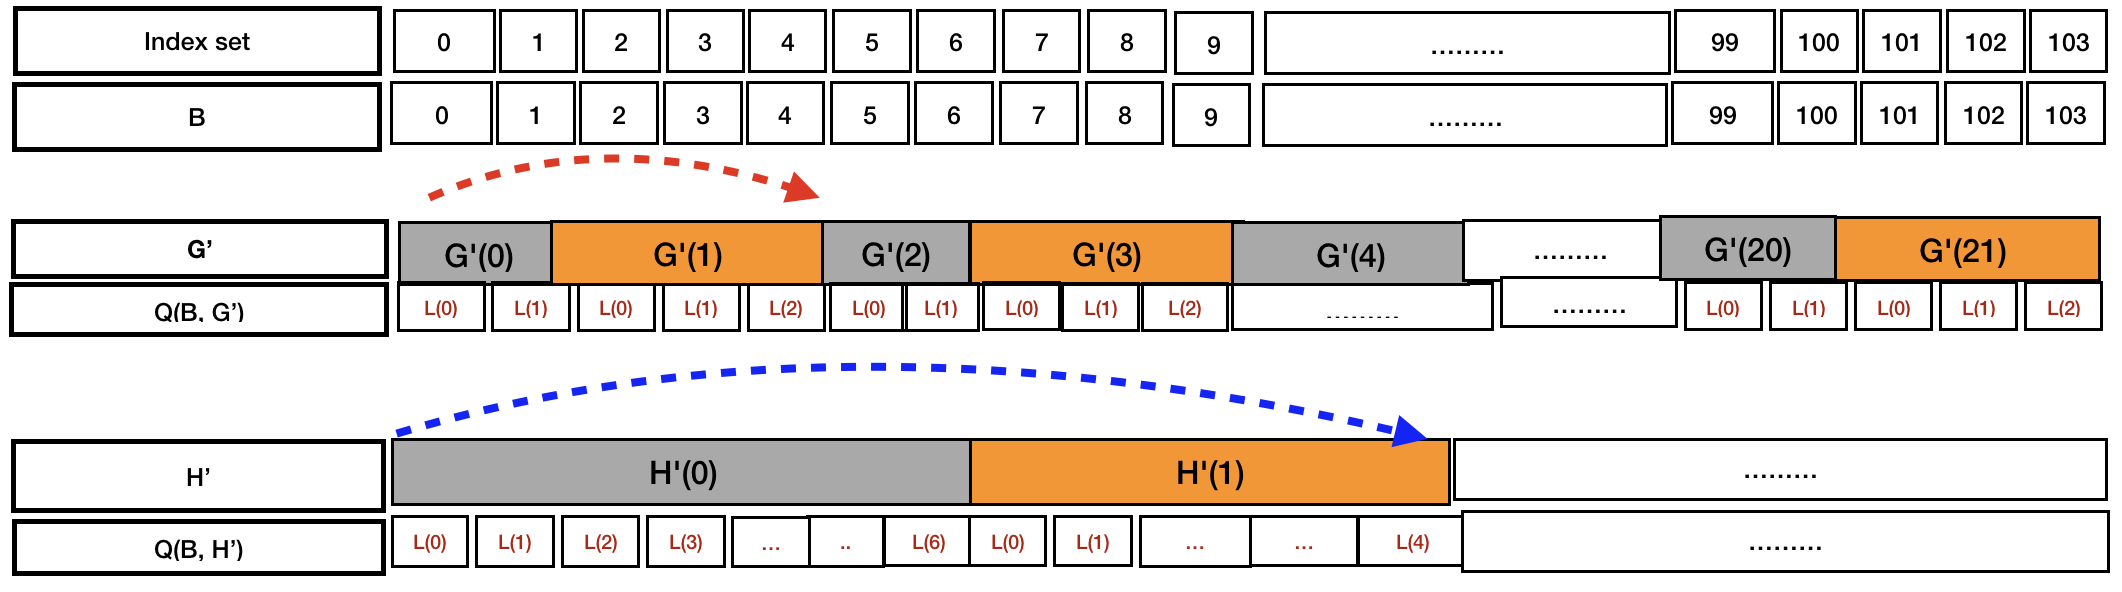 Index set 0 1 2 3 4 5 6 7 8 9 ......... 99 100 101 102 103
B 0 1 2 3 4 5 6 7 8 9 ......... 99 100 101 102 103
G’ G'(0) G'(1) G'(2) G'(3) G'(4) ......... G'(20) G'(21)
Q(B, G’) L(0) L(1) L(0) L(1) L(2) L(0) L(1) L(0) L(1) L(2) ......... ......... L(0) L(1) L(0) L(1) L(2)
H’ H'(0) H'(1) .........
Q(B, H’) L(0) L(1) L(2) L(3) ... .. L(6) L(0) L(1) ... ... L(4) .........